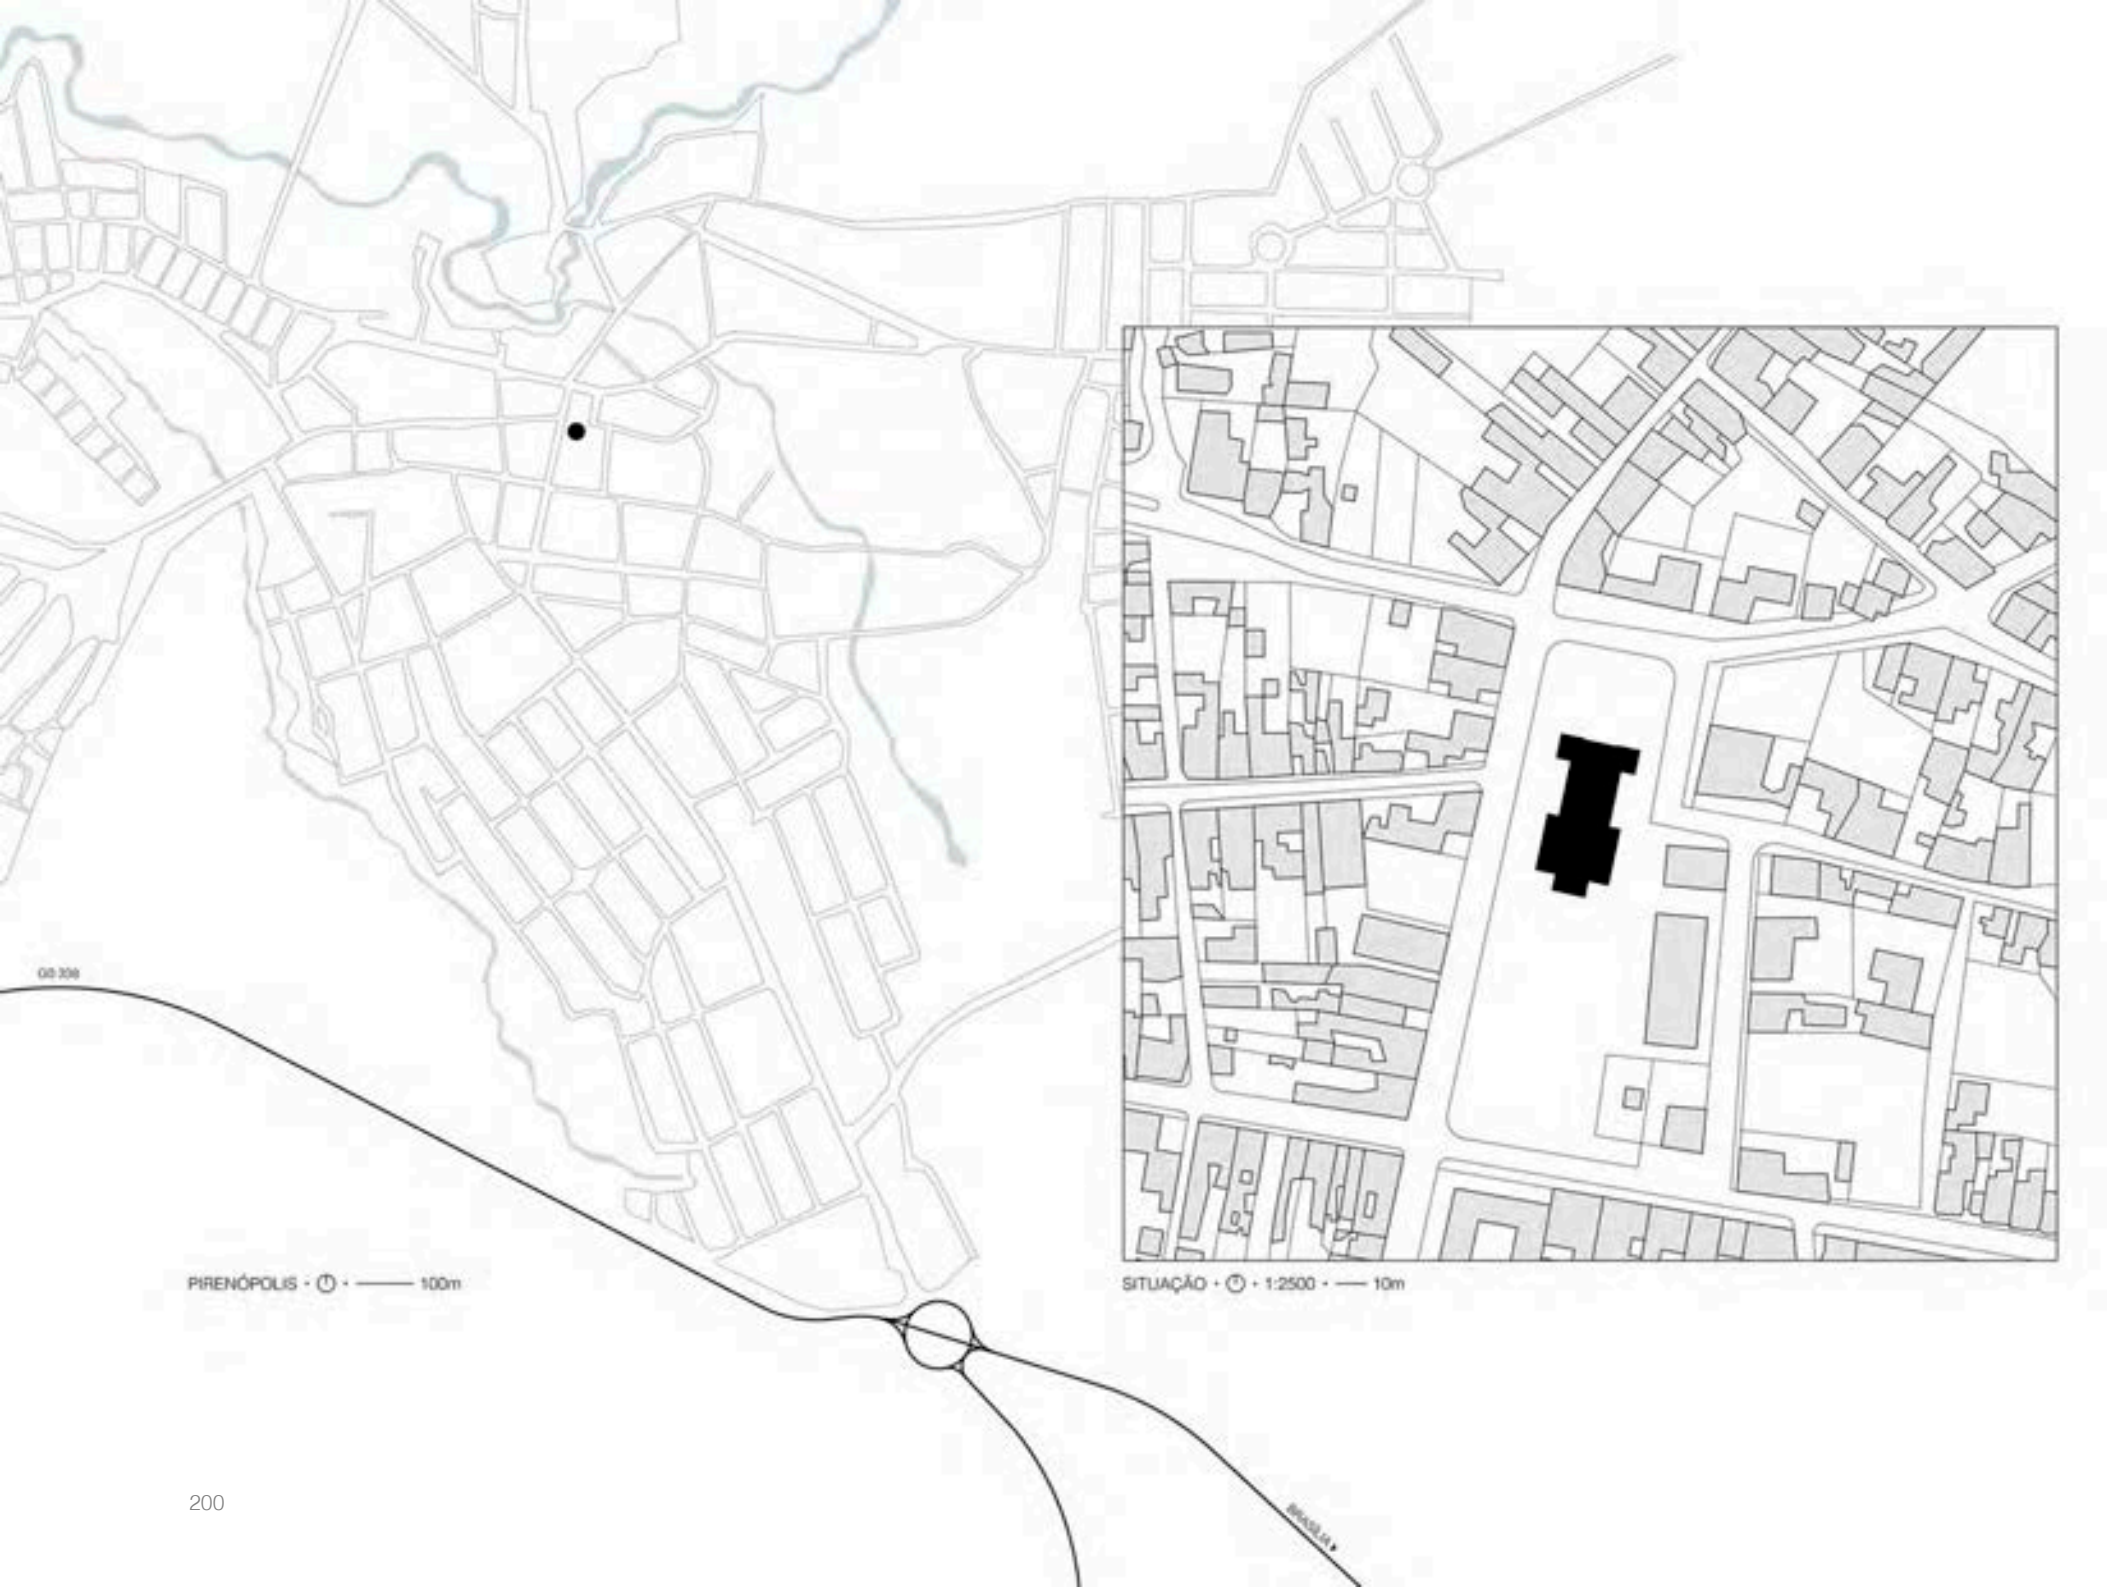 GO 338
PIRENÓPOLIS · · 100m
SITUAÇÃO · · 1:2500 · 10m
BRASÍLIA
200